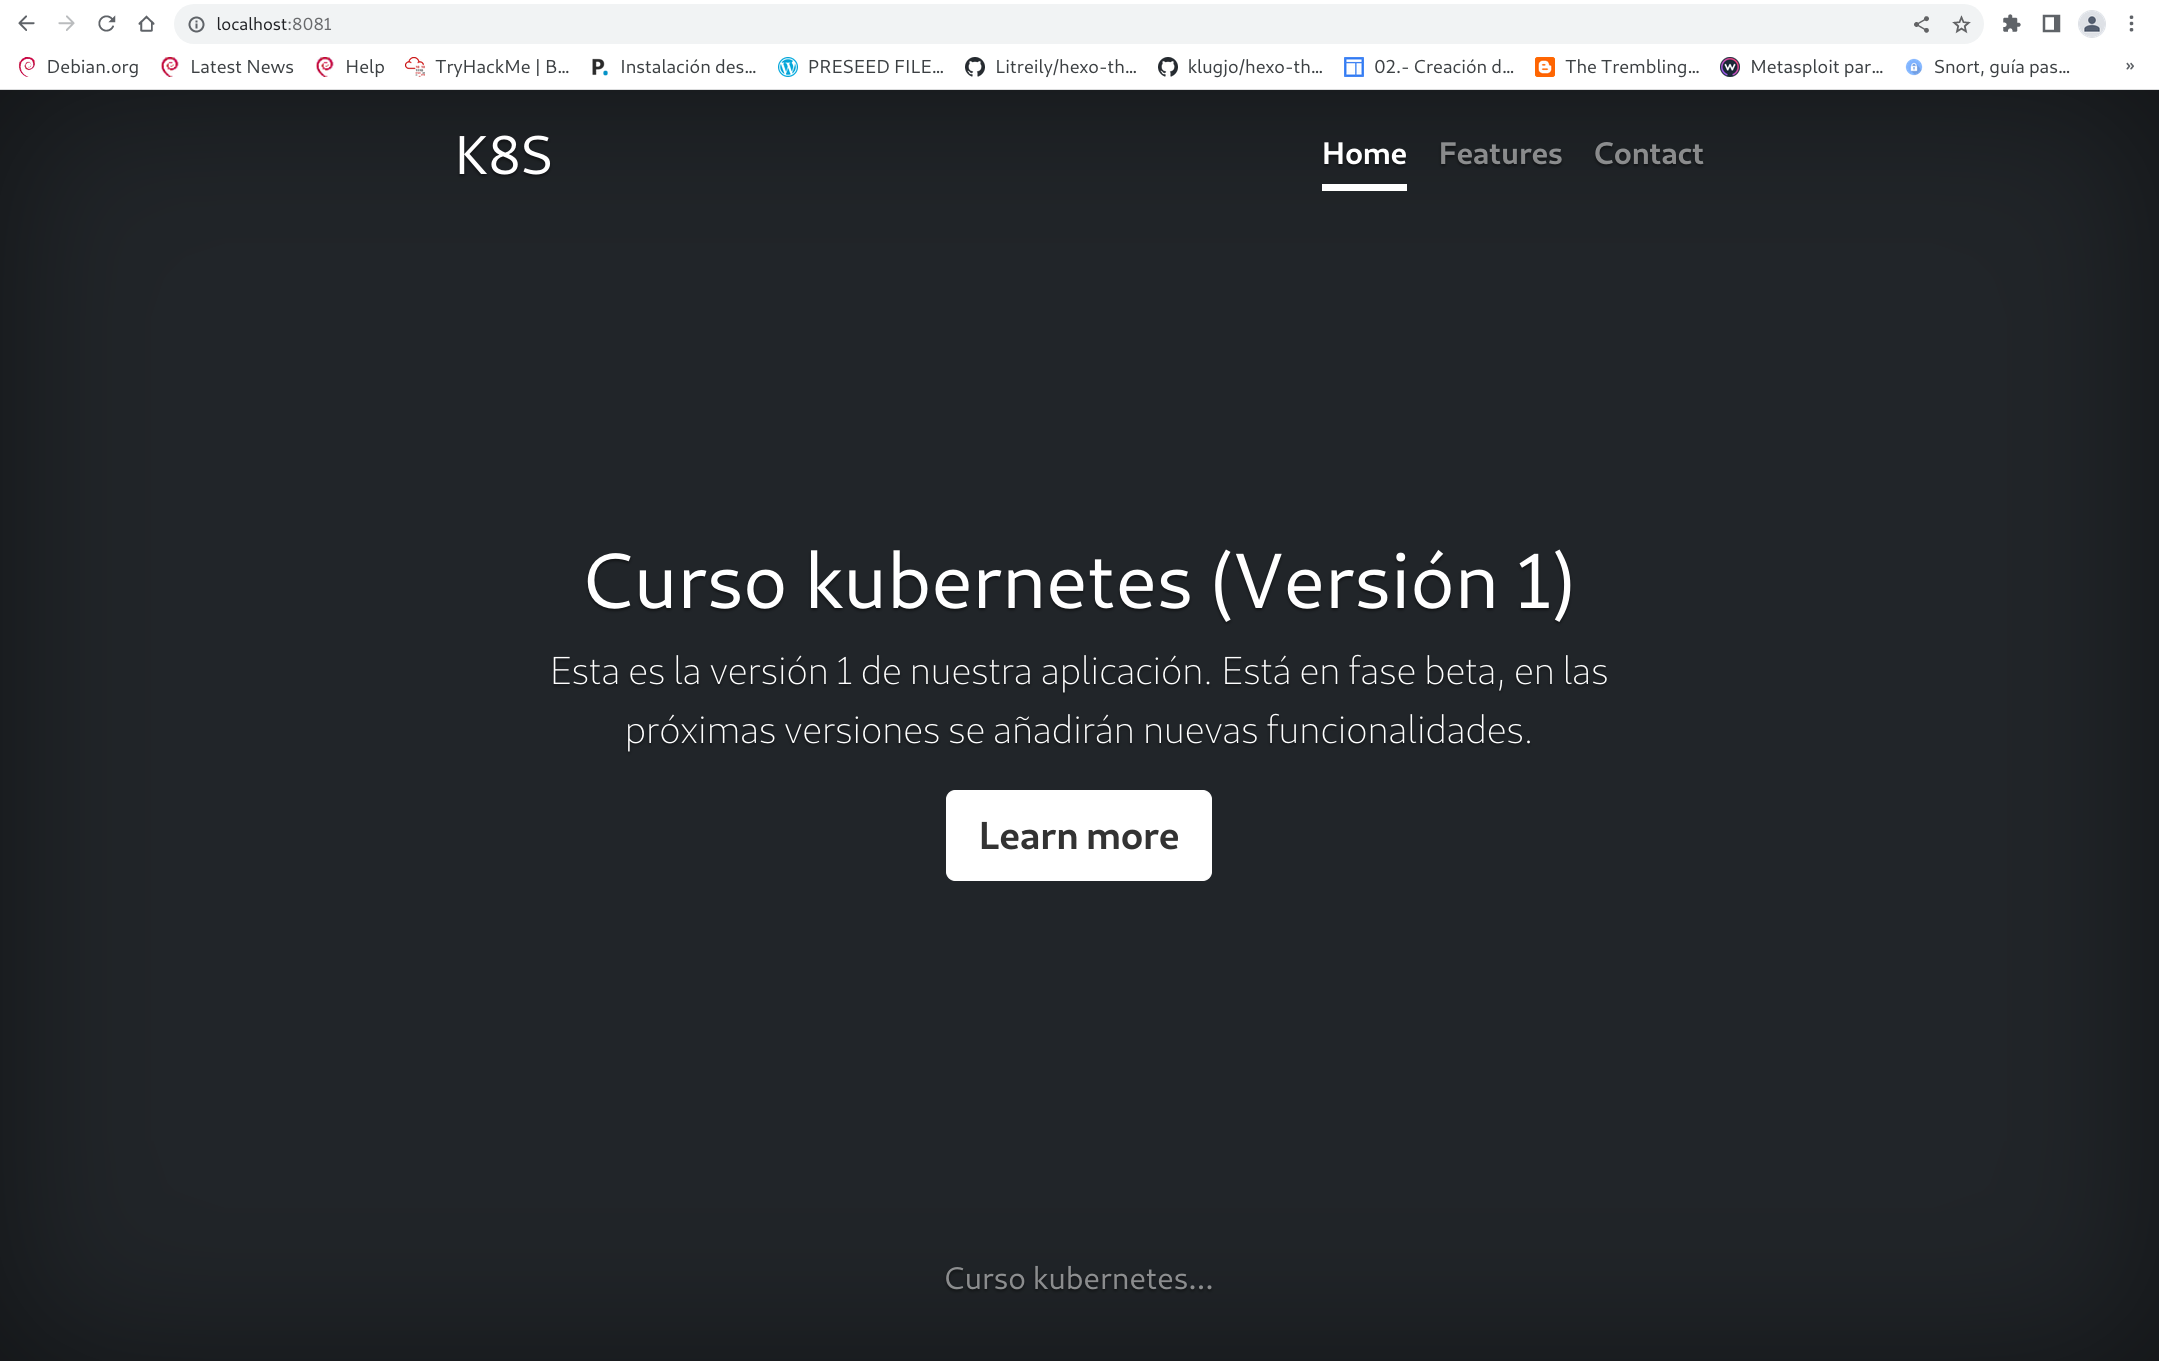 localhost:8081
Debian.org Latest News Help TryHackMe | B... P. Instalación des... PRESEED FILE... Litreily/hexo-th... klugjo/hexo-th... 02.- Creación d... The Trembling... Metasploit par... Snort, guía pas... »
K8S Home Features Contact
Curso kubernetes (Versión 1)
Esta es la versión 1 de nuestra aplicación. Está en fase beta, en las
próximas versiones se añadirán nuevas funcionalidades.
Learn more
Curso kubernetes...